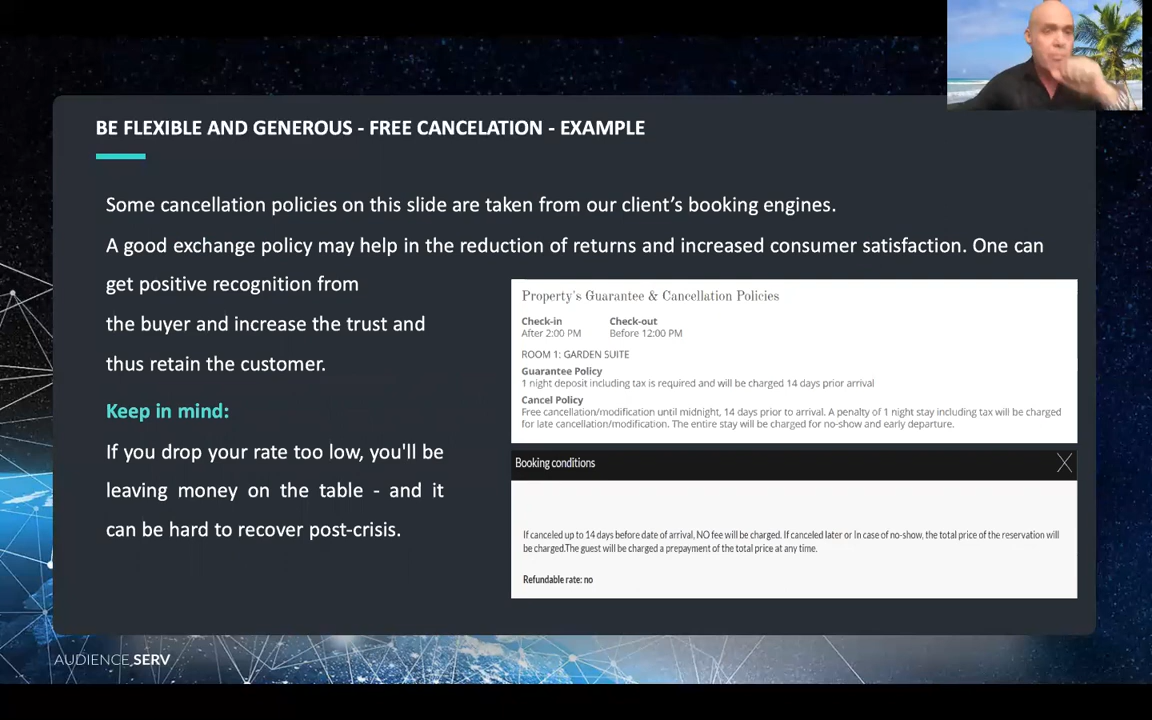 BE FLEXIBLE AND GENEROUS - FREE CANCELATION - EXAMPLE
Some cancellation policies on this slide are taken from our client's booking engines.
A good exchange policy may help in the reduction of returns and increased consumer satisfaction. One can
get positive recognition from
the buyer and increase the trust and
thus retain the customer.
Keep in mind:
If you drop your rate too low, you'll be
leaving money on the table - and it
can be hard to recover post-crisis.
Property's Guarantee & Cancellation Policies
Check-in Check-out
After 2:00 PM Before 12:00 PM
ROOM 1: GARDEN SUITE
Guarantee Policy
1 night deposit including tax is required and will be charged 14 days prior arrival
Cancel Policy
Free cancellation/modification until midnight, 14 days prior to arrival. A penalty of 1 night stay including tax will be charged
for late cancellation/modification. The entire stay will be charged for no-show and early departure.
Booking conditions
If canceled up to 14 days before date of arrival, NO fee will be charged. If canceled later or In case of no-show, the total price of the reservation will
be charged.The guest will be charged a prepayment of the total price at any time.
Refundable rate: no
AUDIENCE SERV